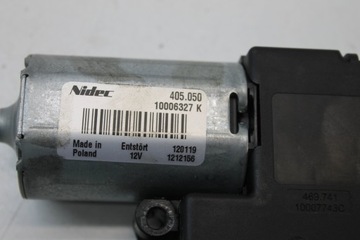 Nidec
405.050
10006327 K
Made in Poland
Entstört 12V
120119
1212156